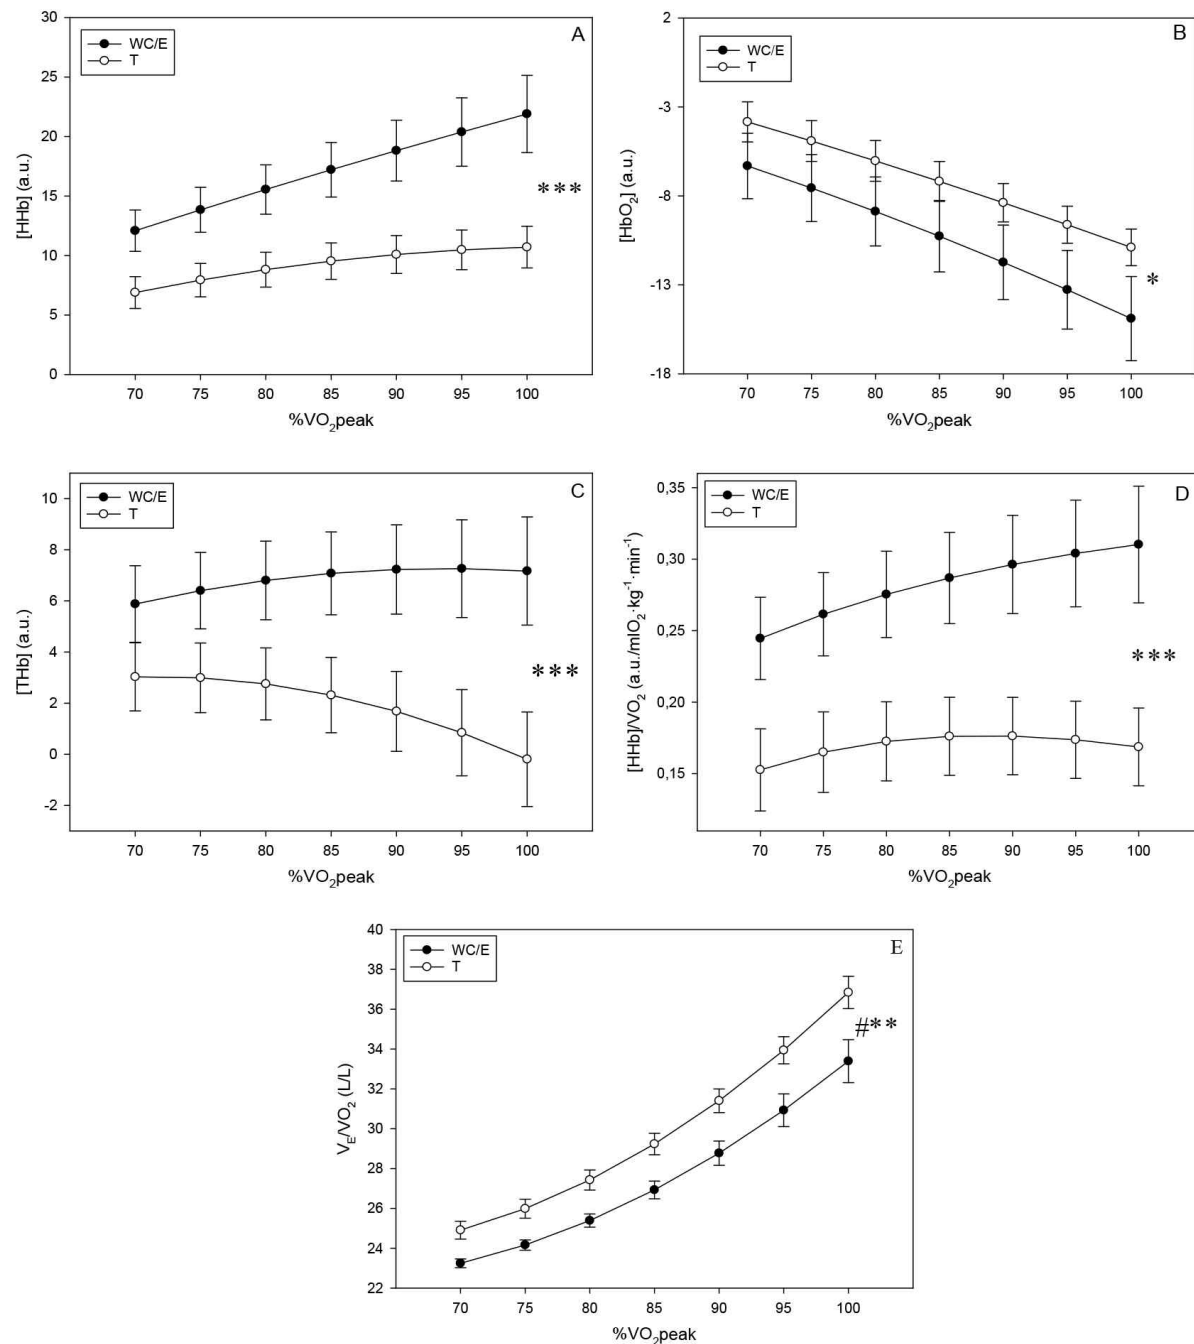 A
WC/E
T
[HHb] (a.u.)
30
25
20
15
10
5
0
***
70 75 80 85 90 95 100
%VO₂peak
B
WC/E
T
[HbO₂] (a.u.)
2
-3
-8
-13
-18
*
70 75 80 85 90 95 100
%VO₂peak
C
WC/E
T
[THb] (a.u.)
10
8
6
4
2
0
-2
***
70 75 80 85 90 95 100
%VO₂peak
D
WC/E
T
[HHb]/VO₂ (a.u./mlO₂·kg⁻¹·min⁻¹)
0,35
0,30
0,25
0,20
0,15
***
70 75 80 85 90 95 100
%VO₂peak
E
WC/E
T
V_E/VO₂ (L/L)
40
38
36
34
32
30
28
26
24
22
#**
70 75 80 85 90 95 100
%VO₂peak